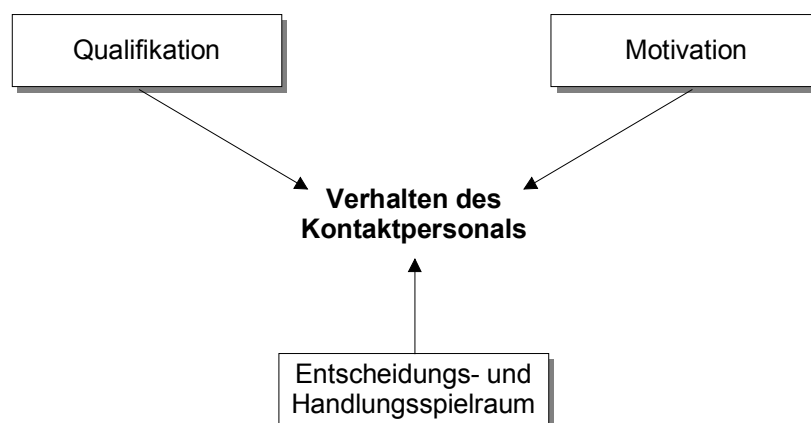 Qualifikation
Motivation
Verhalten des
Kontaktpersonals
Entscheidungs- und
Handlungsspielraum